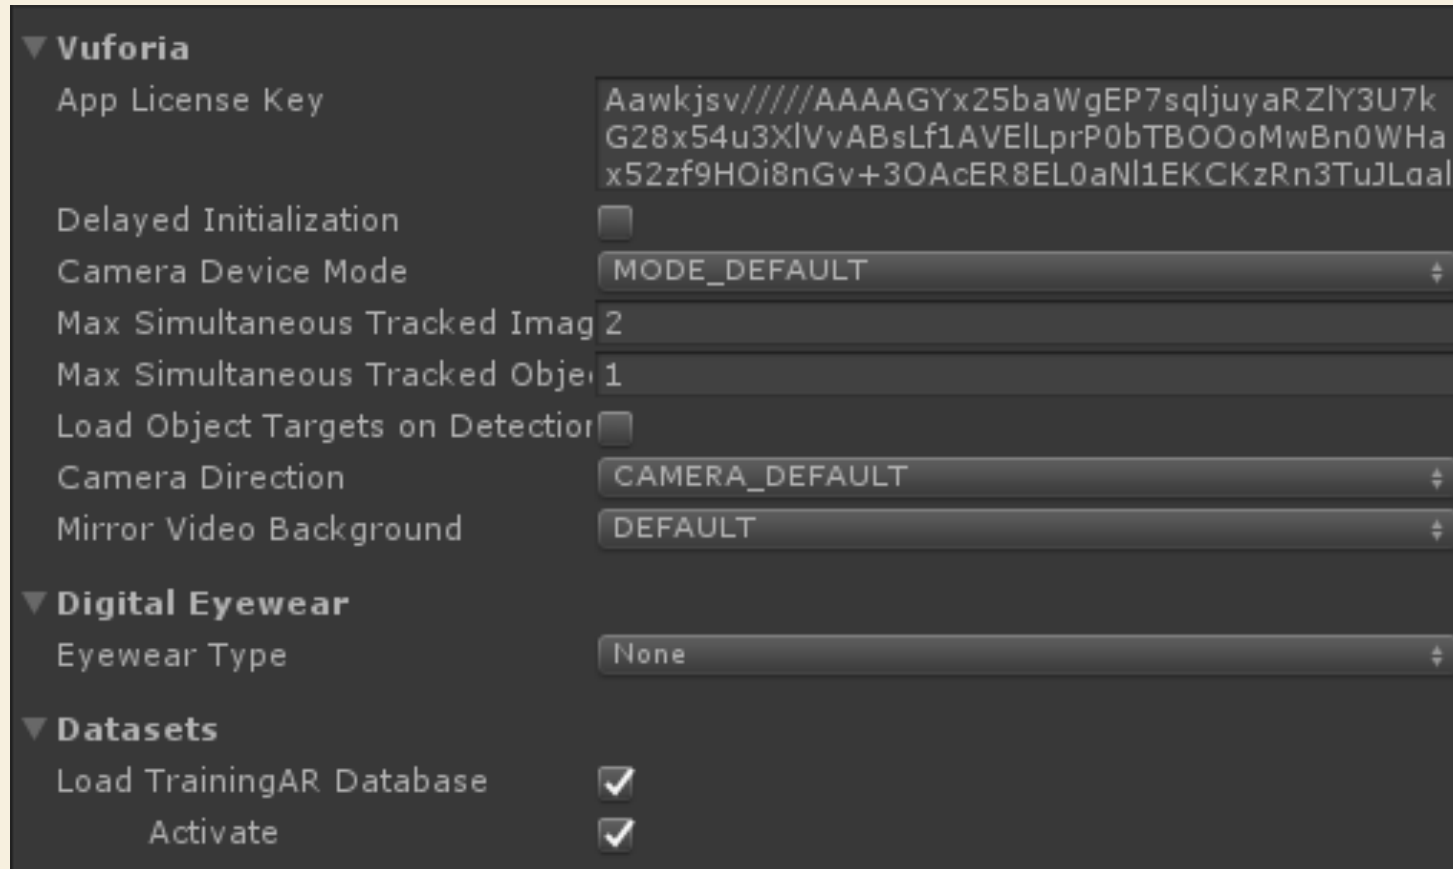 Vuforia
App License Key
Aawkjsv/////AAAAGYx25baWgEP7sqljuyaRZlY3U7k
G28x54u3XlVvABsLf1AVElLprP0bTBOOoMwBn0WHa
x52zf9HOi8nGv+3OAcER8EL0aNl1EKCKzRn3TuJLqal
Delayed Initialization
Camera Device Mode MODE_DEFAULT
Max Simultaneous Tracked Imag 2
Max Simultaneous Tracked Obje 1
Load Object Targets on Detection
Camera Direction CAMERA_DEFAULT
Mirror Video Background DEFAULT
Digital Eyewear
Eyewear Type None
Datasets
Load TrainingAR Database
Activate